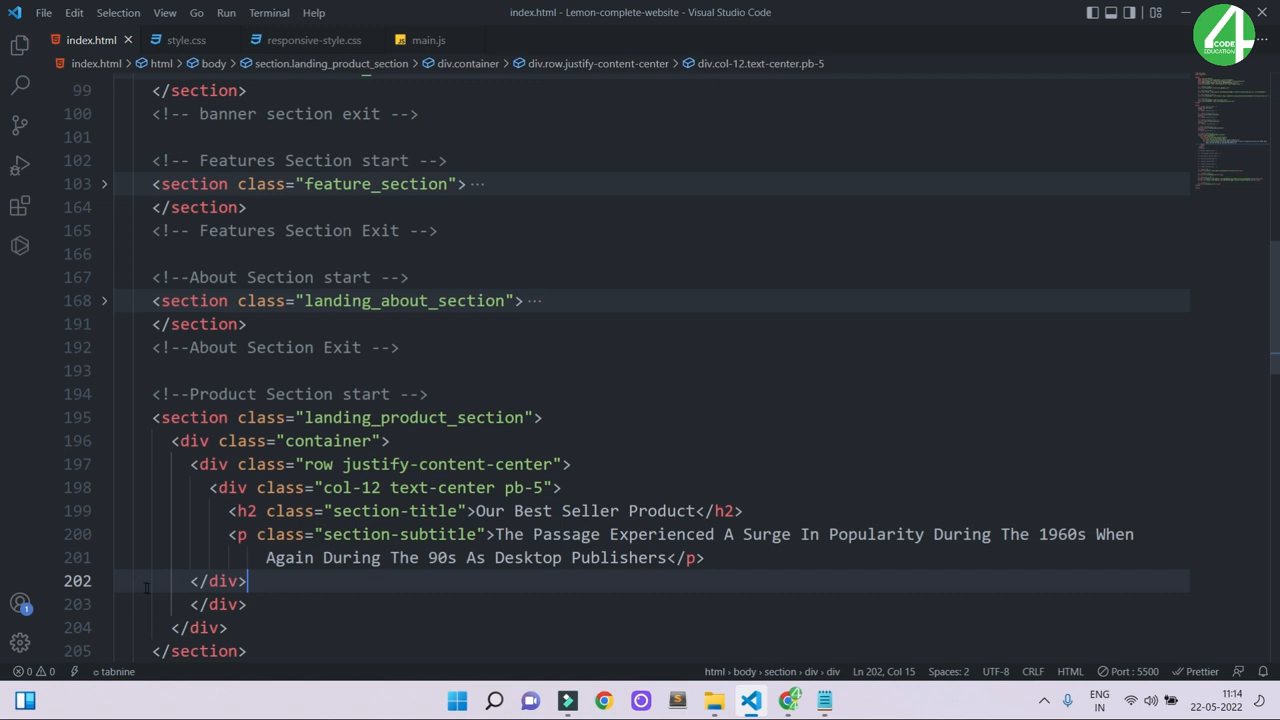 File Edit Selection View Go Run Terminal Help
index.html - Lemon-complete-website - Visual Studio Code
4
CODE
EDUCATION
index.html style.css responsive-style.css main.js
index.html html body section.landing_product_section div.container div.row.justify-content-center div.col-12.text-center.pb-5
99 </section>
100 <!-- banner section exit -->
101
102 <!-- Features Section start -->
103 <section class="feature_section"> ···
164 </section>
165 <!-- Features Section Exit -->
166
167 <!--About Section start -->
168 <section class="landing_about_section"> ···
191 </section>
192 <!--About Section Exit -->
193
194 <!--Product Section start -->
195 <section class="landing_product_section">
196 <div class="container">
197 <div class="row justify-content-center">
198 <div class="col-12 text-center pb-5">
199 <h2 class="section-title">Our Best Seller Product</h2>
200 <p class="section-subtitle">The Passage Experienced A Surge In Popularity During The 1960s When
201 Again During The 90s As Desktop Publishers</p>
202 </div>
203 </div>
204 </div>
205 </section>
1
0 0 tabnine html > body > section > div > div Ln 202, Col 15 Spaces: 2 UTF-8 CRLF HTML Port : 5500 Prettier
ENG
IN
11:14
22-05-2022